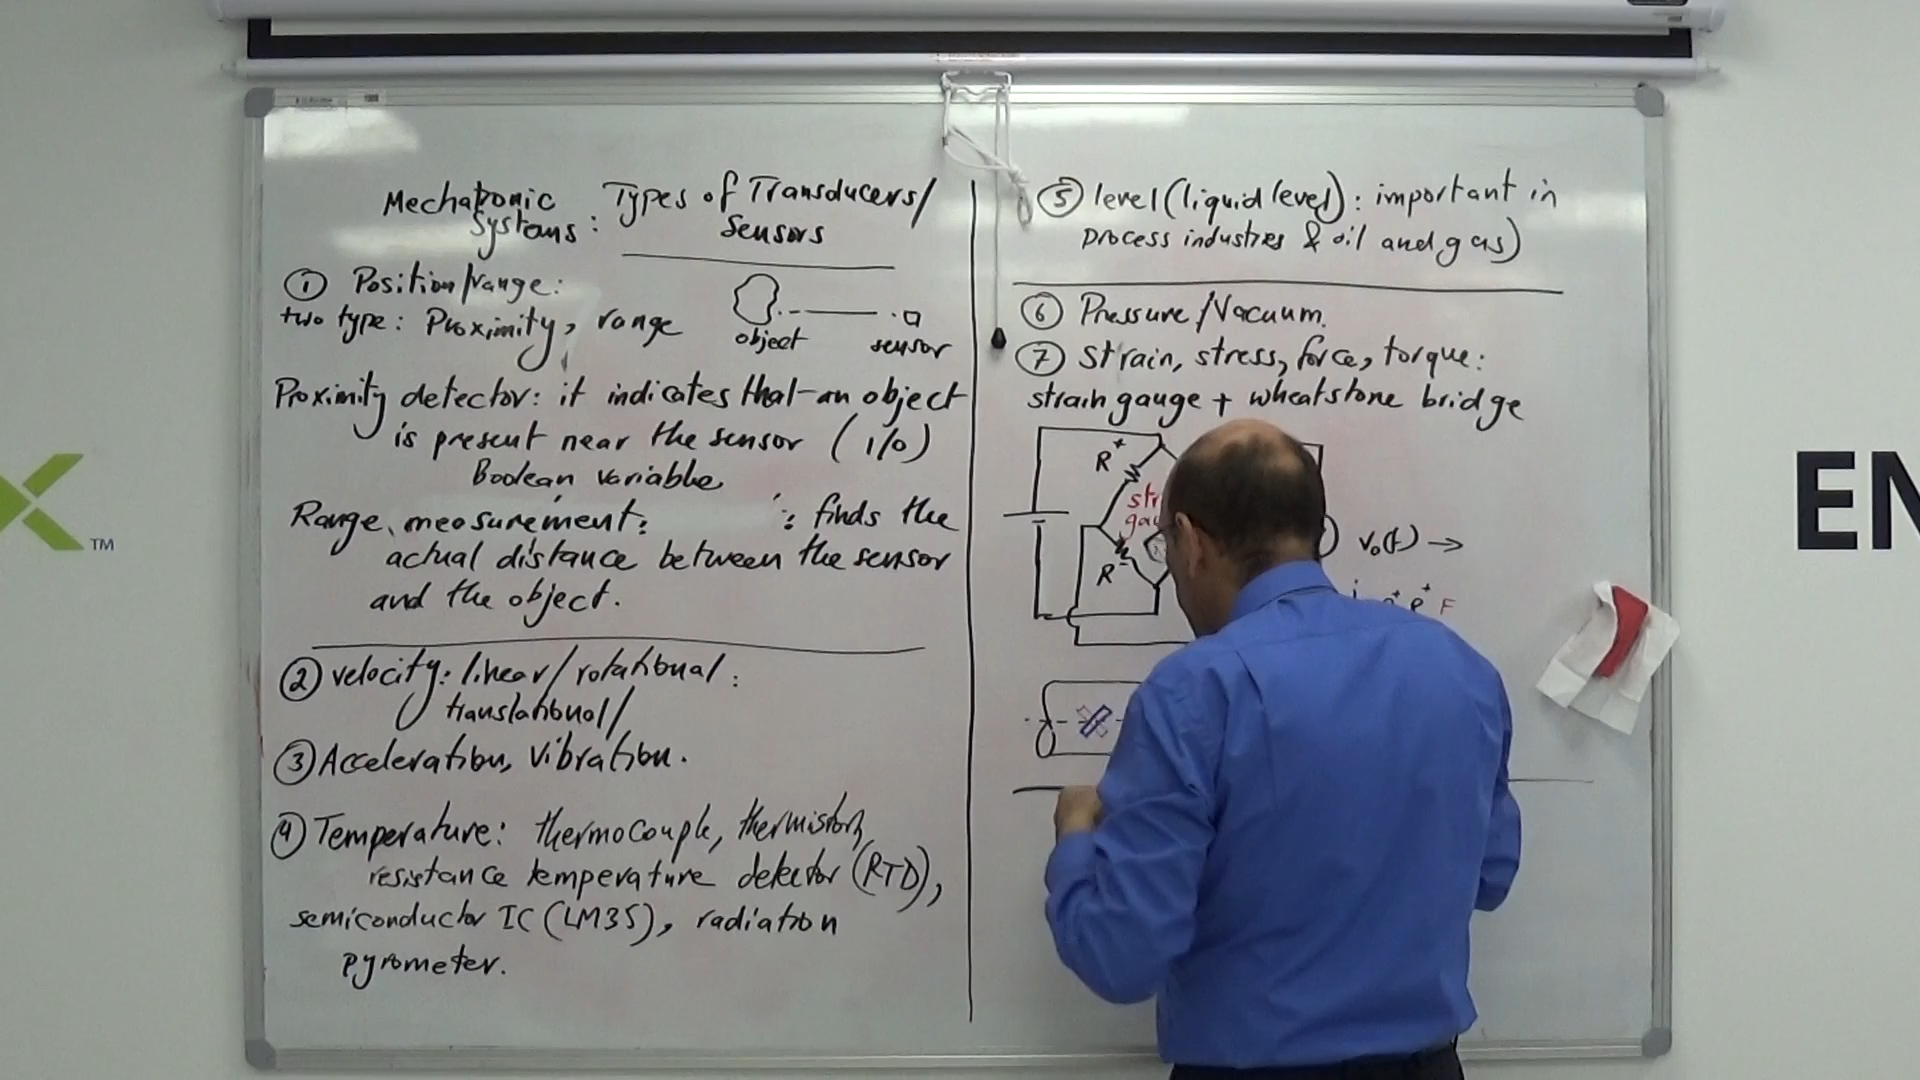 Mechatronic Systems: Types of Transducers/
Sensors
① Position/range:
two type: Proximity, range
object
sensor
Proximity detector: it indicates that an object
is present near the sensor (1/0)
Boolean variable
Range measurement: : finds the
actual distance between the sensor
and the object.
② velocity: linear/rotational:
translational/
③ Acceleration, Vibration.
④ Temperature: thermocouple, thermistor,
resistance temperature detector (RTD),
semiconductor IC (LM35), radiation
pyrometer.
⑤ level (liquid level): important in
process industries & oil and gas)
⑥ Pressure/Vacuum.
⑦ strain, stress, force, torque:
strain gauge + wheatstone bridge
R+
R-
vo(t) →
F
TM
EN